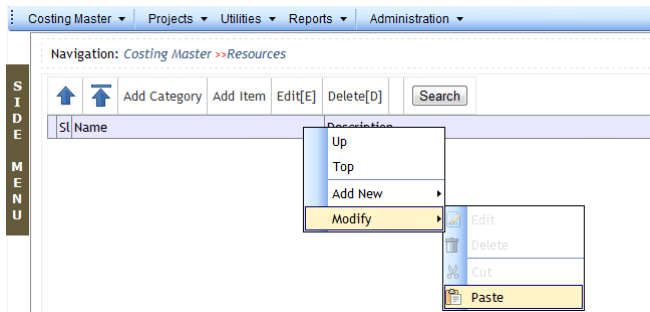 Costing Master Projects Utilities Reports Administration
Navigation: Costing Master >>Resources
SIDE MENU
Add Category Add Item Edit[E] Delete[D] Search
Sl Name Description
Up
Top
Add New
Modify
Edit
Delete
Cut
Paste